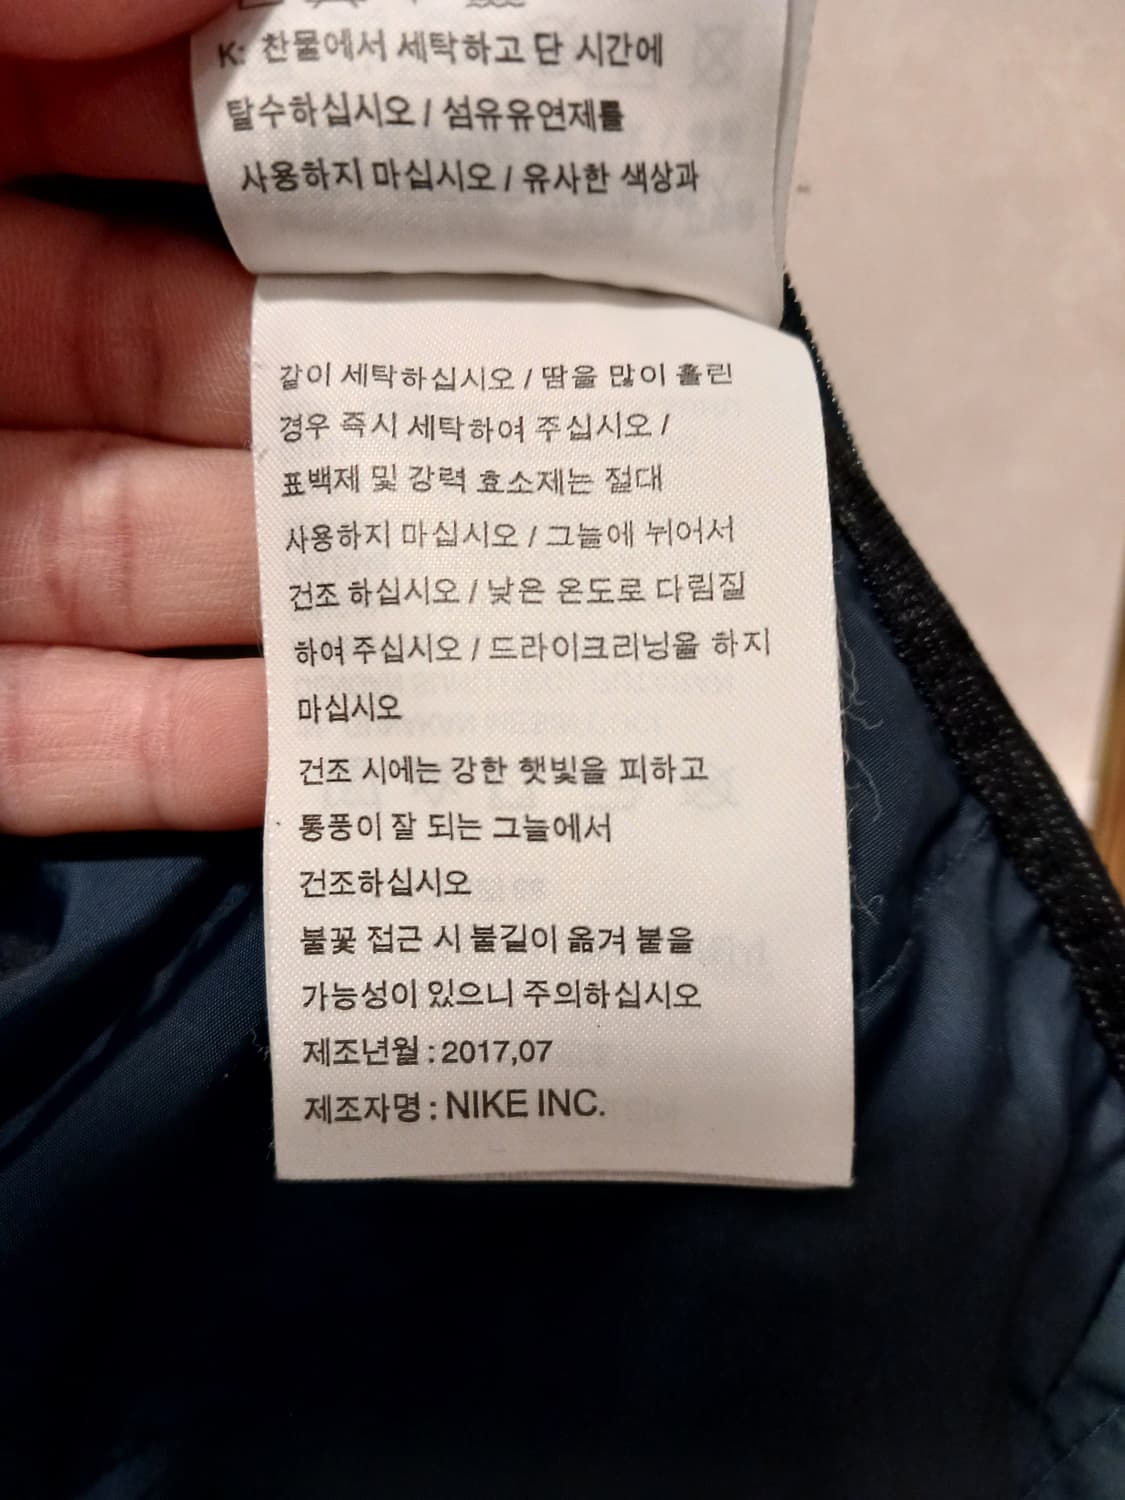 K: 찬물에서 세탁하고 단 시간에
탈수하십시오 / 섬유유연제를
사용하지 마십시오 / 유사한 색상과
같이 세탁하십시오 / 땀을 많이 흘린
경우 즉시 세탁하여 주십시오 /
표백제 및 강력 효소제는 절대
사용하지 마십시오 / 그늘에 뉘어서
건조 하십시오 / 낮은 온도로 다림질
하여 주십시오 / 드라이크리닝을 하지
마십시오
건조 시에는 강한 햇빛을 피하고
통풍이 잘 되는 그늘에서
건조하십시오
불꽃 접근 시 불길이 옮겨 붙을
가능성이 있으니 주의하십시오
제조년월 : 2017,07
제조자명 : NIKE INC.